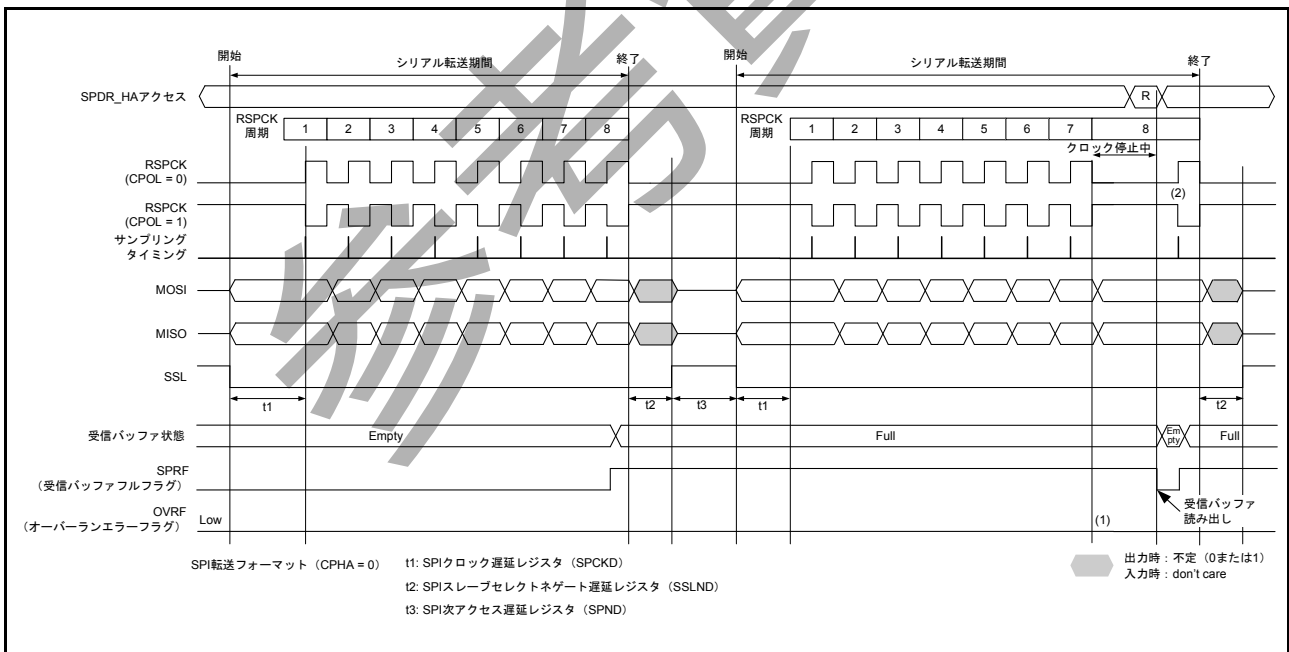 開始 シリアル転送期間 終了 開始 シリアル転送期間 終了
SPDR_HAアクセス R
RSPCK
周期 1 2 3 4 5 6 7 8 RSPCK
周期 1 2 3 4 5 6 7 8
クロック停止中
RSPCK
(CPOL = 0)
(2)
RSPCK
(CPOL = 1)
サンプリング
タイミング
MOSI
MISO
SSL
t1 t2 t3 t1 t2
受信バッファ状態 Empty Full Em
pty Full
SPRF
(受信バッファフルフラグ)
受信バッファ
読み出し
OVRF
(オーバーランエラーフラグ) Low (1)
SPI転送フォーマット（CPHA = 0） t1: SPIクロック遅延レジスタ（SPCKD）
t2: SPIスレーブセレクトネゲート遅延レジスタ（SSLND）
t3: SPI次アクセス遅延レジスタ（SPND）
出力時：不定（0または1）
入力時：don't care
参考